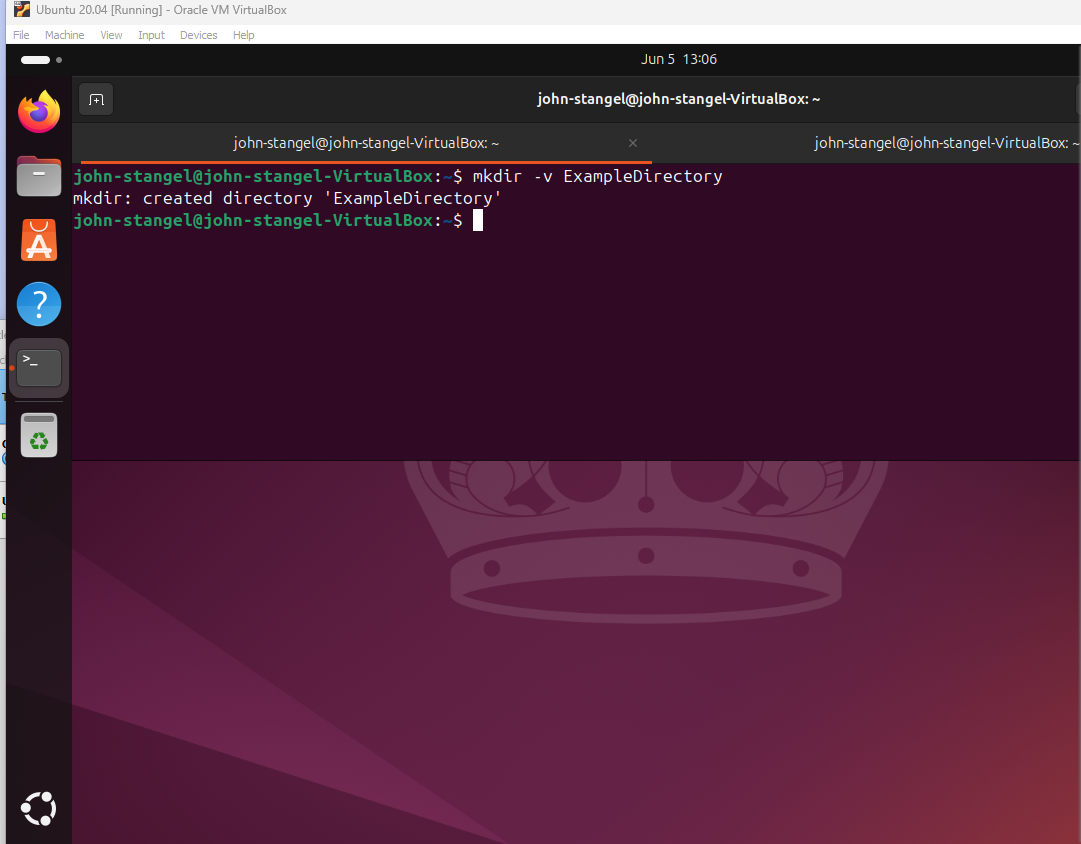 Ubuntu 20.04 [Running] - Oracle VM VirtualBox
File Machine View Input Devices Help
Jun 5 13:06
john-stangel@john-stangel-VirtualBox: ~
john-stangel@john-stangel-VirtualBox: ~ × john-stangel@john-stangel-VirtualBox: ~
john-stangel@john-stangel-VirtualBox:~$ mkdir -v ExampleDirectory
mkdir: created directory 'ExampleDirectory'
john-stangel@john-stangel-VirtualBox:~$